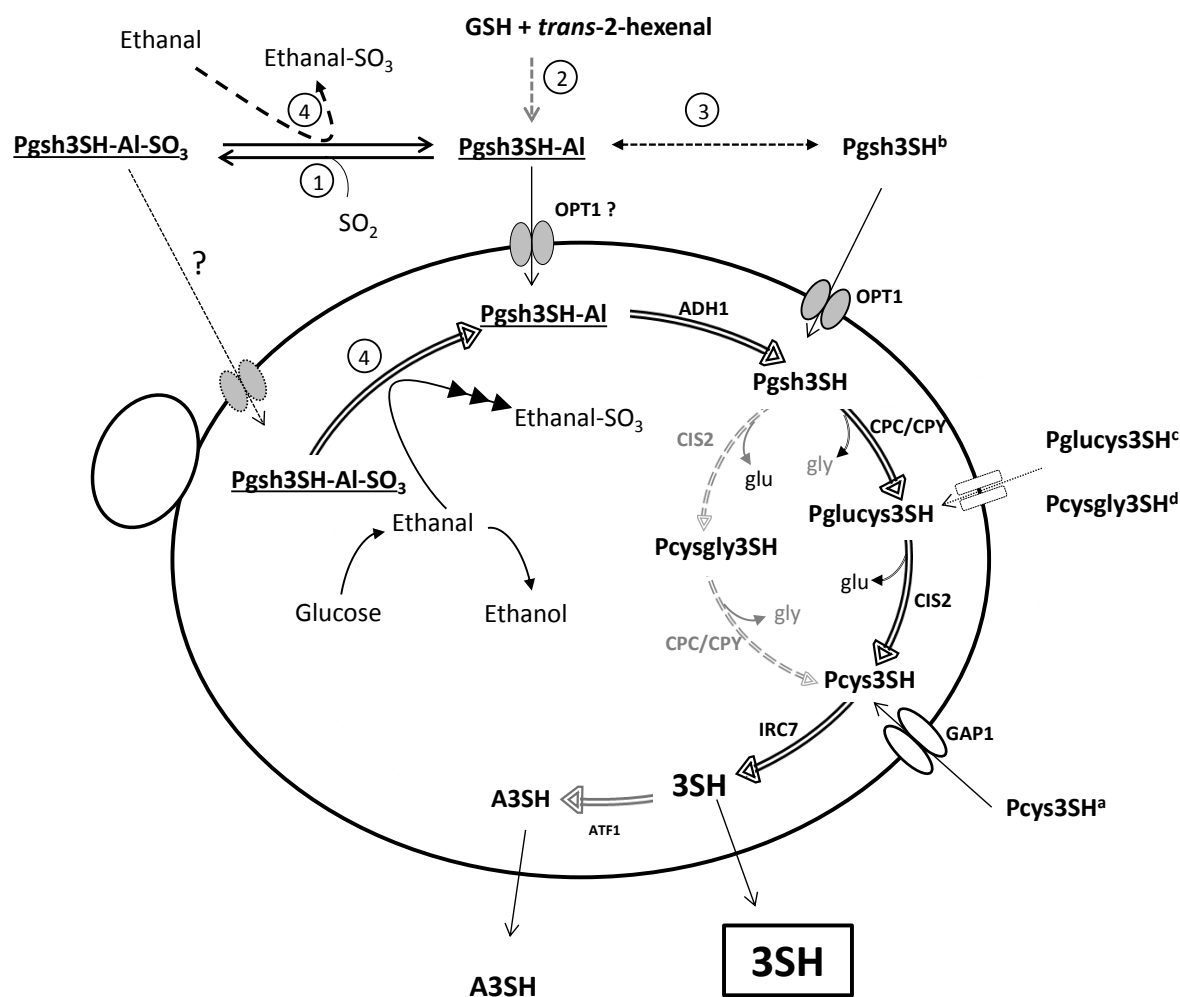 GSH + trans-2-hexenal
Ethanal
Ethanal-SO3
2
4
3
Pgsh3SH-Al-SO3
Pgsh3SH-Al
Pgsh3SHᵇ
1
SO2
OPT1 ?
?
OPT1
Pgsh3SH-Al
ADH1
4
Pgsh3SH
Ethanal-SO3
CIS2
CPC/CPY
glu
gly
Pglucys3SHᶜ
Pgsh3SH-Al-SO3
Pcysgly3SHᵈ
Ethanal
Pglucys3SH
Pcysgly3SH
glu
CIS2
Glucose
Ethanol
gly
CPC/CPY
Pcys3SH
IRC7
GAP1
3SH
A3SH
Pcys3SHᵃ
ATF1
3SH
A3SH